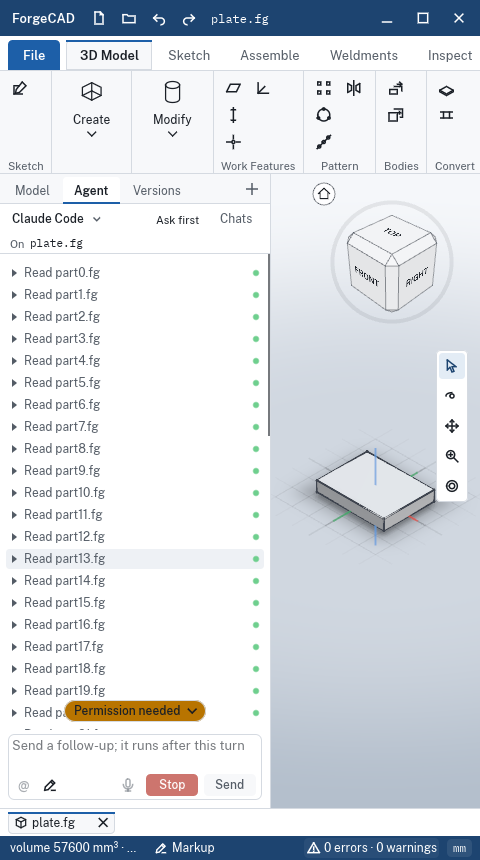 ForgeCAD plate.fg
File 3D Model Sketch Assemble Weldments Inspect
Create Modify
Sketch Work Features Pattern Bodies Convert
Model Agent Versions
Claude Code Ask first Chats
On plate.fg
TOP
FRONT RIGHT
Read part0.fg
Read part1.fg
Read part2.fg
Read part3.fg
Read part4.fg
Read part5.fg
Read part6.fg
Read part7.fg
Read part8.fg
Read part9.fg
Read part10.fg
Read part11.fg
Read part12.fg
Read part13.fg
Read part14.fg
Read part15.fg
Read part16.fg
Read part17.fg
Read part18.fg
Read part19.fg
Permission needed
Send a follow-up; it runs after this turn
@ Stop Send
plate.fg
volume 57600 mm³ · ... Markup 0 errors · 0 warnings mm